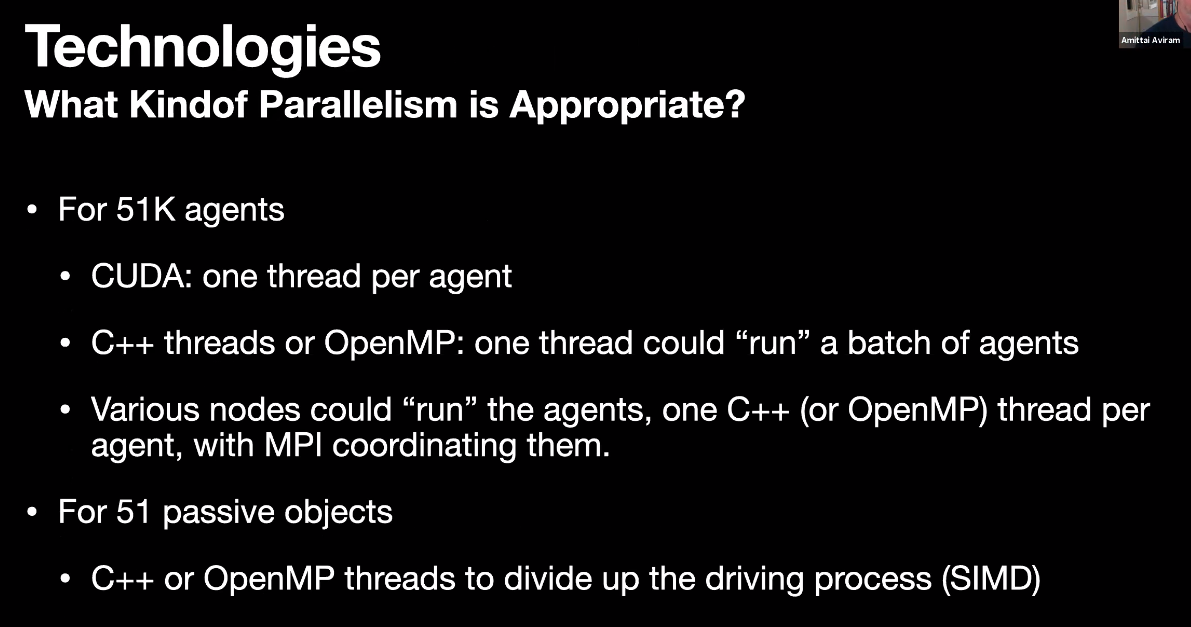 Technologies
Amittai Aviram
What Kindof Parallelism is Appropriate?
• For 51K agents
• CUDA: one thread per agent
• C++ threads or OpenMP: one thread could “run” a batch of agents
• Various nodes could “run” the agents, one C++ (or OpenMP) thread per
agent, with MPI coordinating them.
• For 51 passive objects
• C++ or OpenMP threads to divide up the driving process (SIMD)